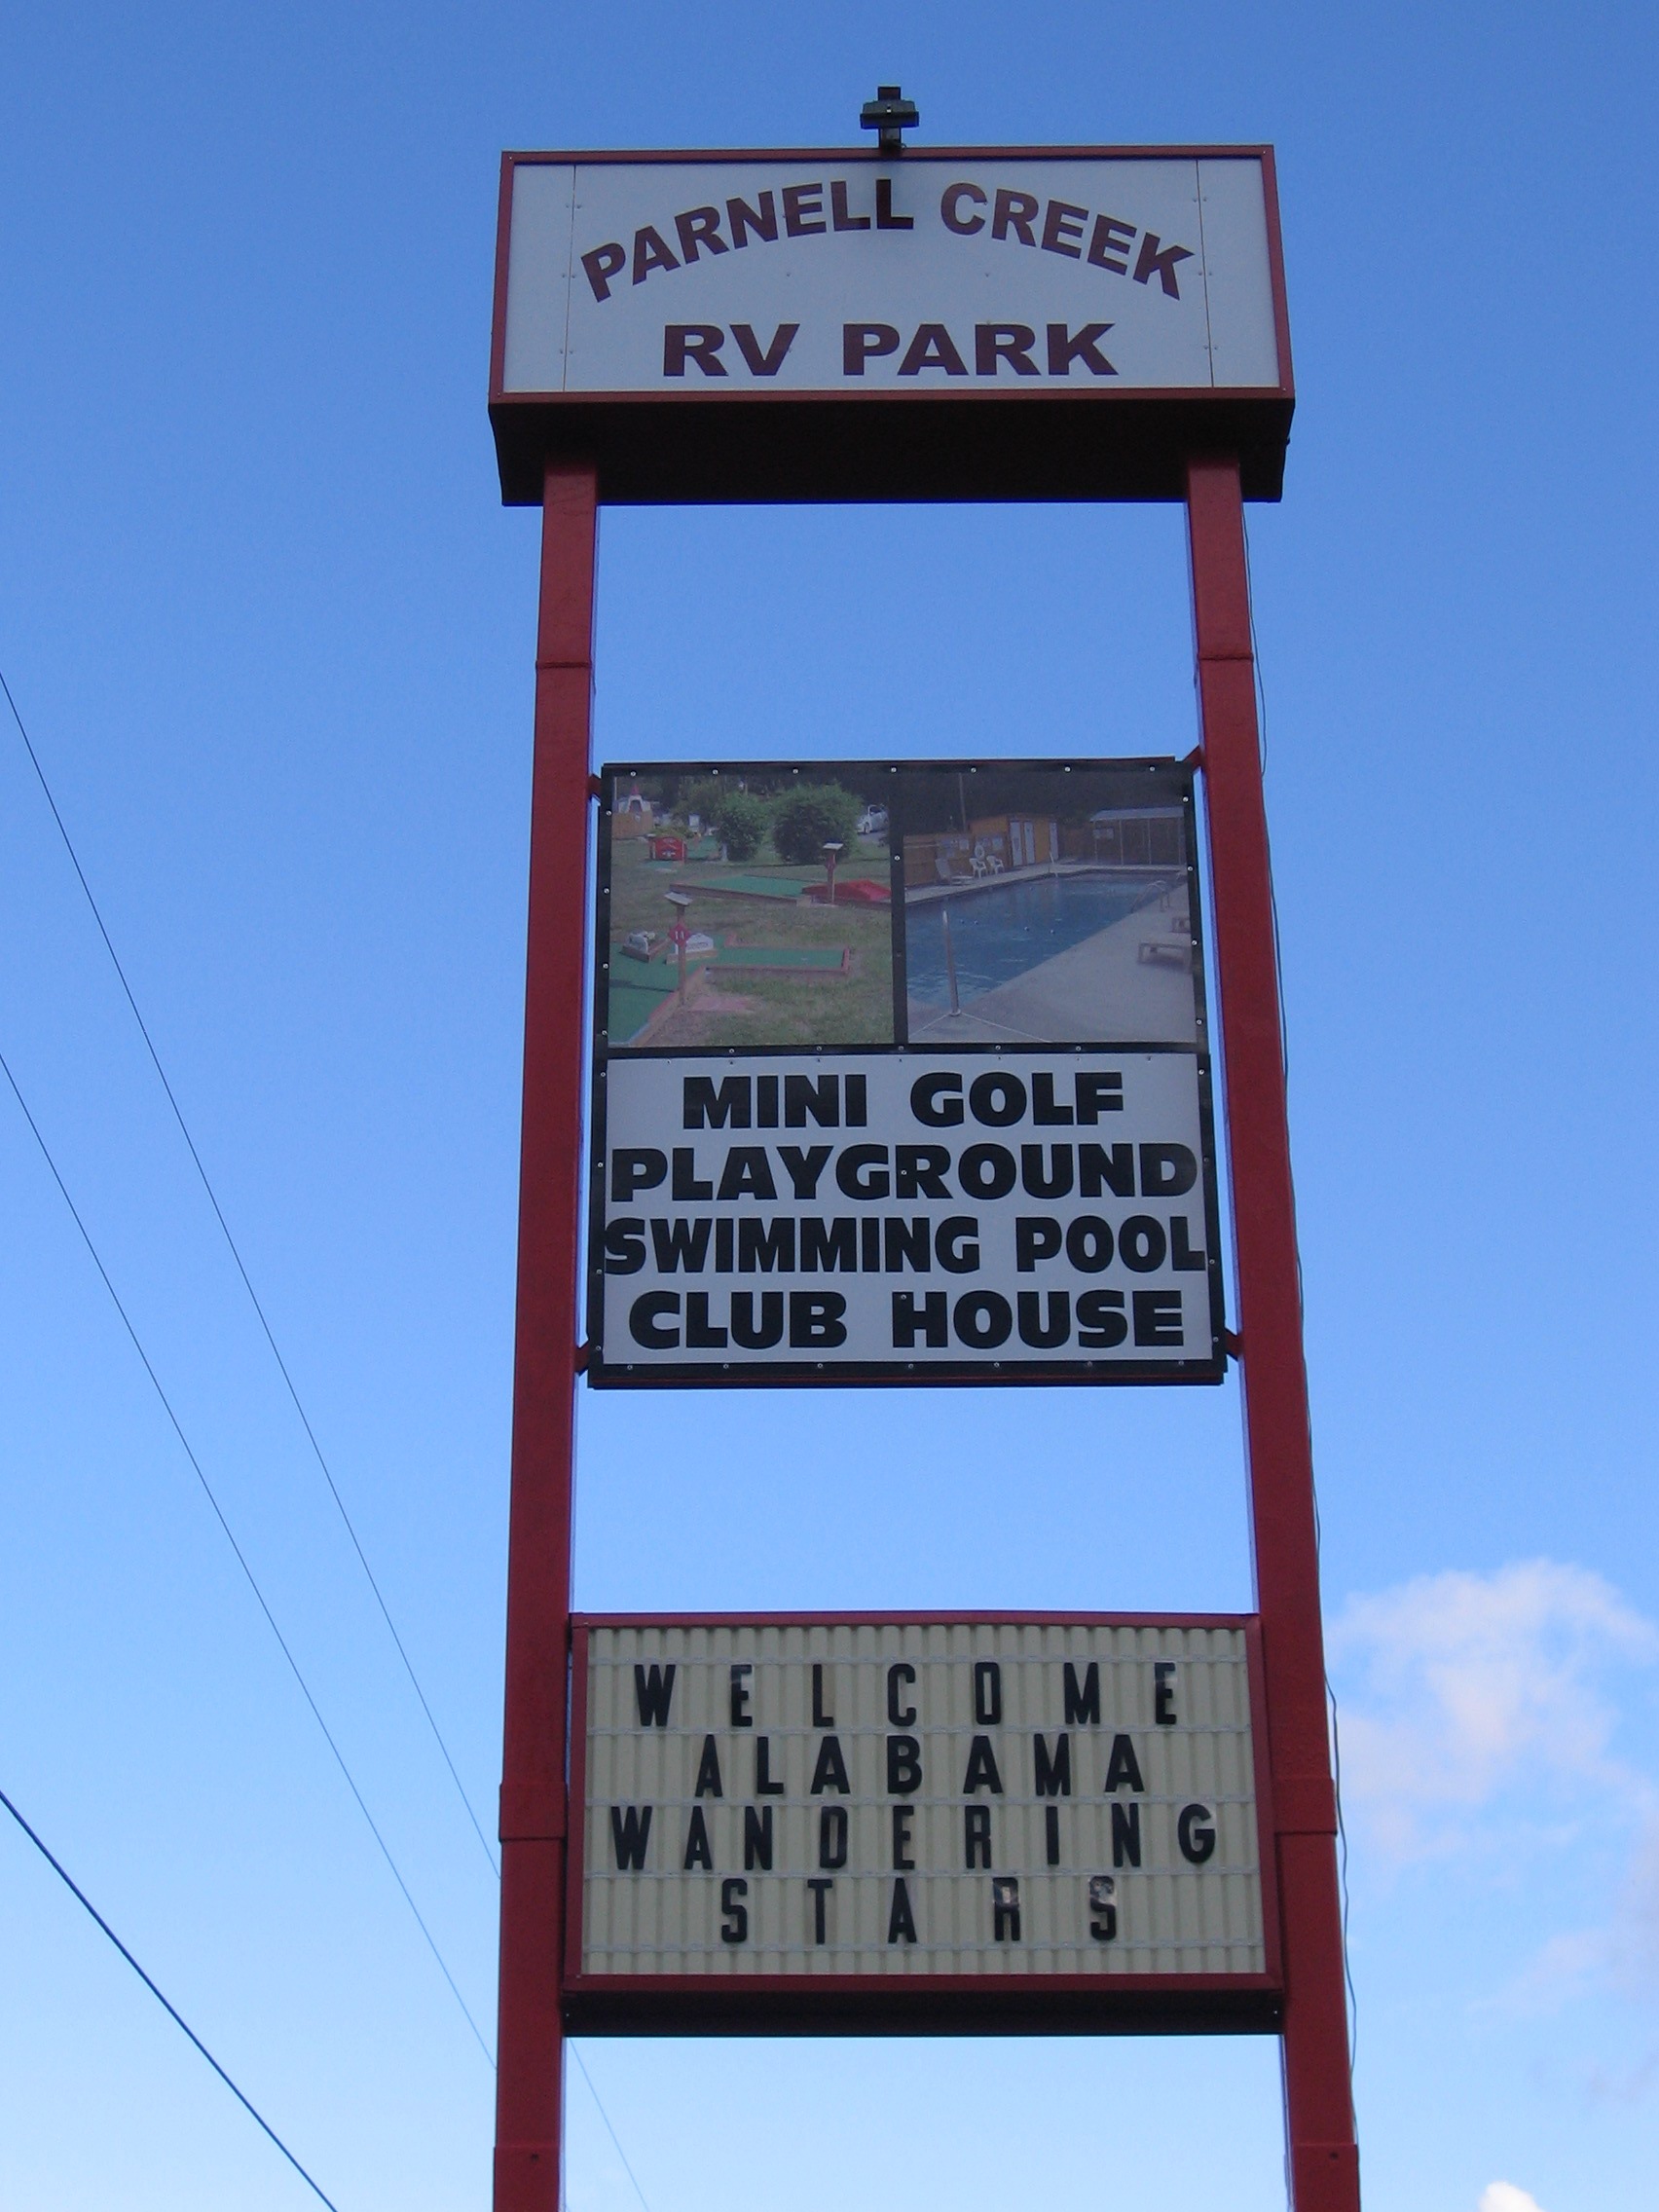 PARNELL CREEK
RV PARK
MINI GOLF
PLAYGROUND
SWIMMING POOL
CLUB HOUSE
WELCOME
ALABAMA
WANDERING
STARS